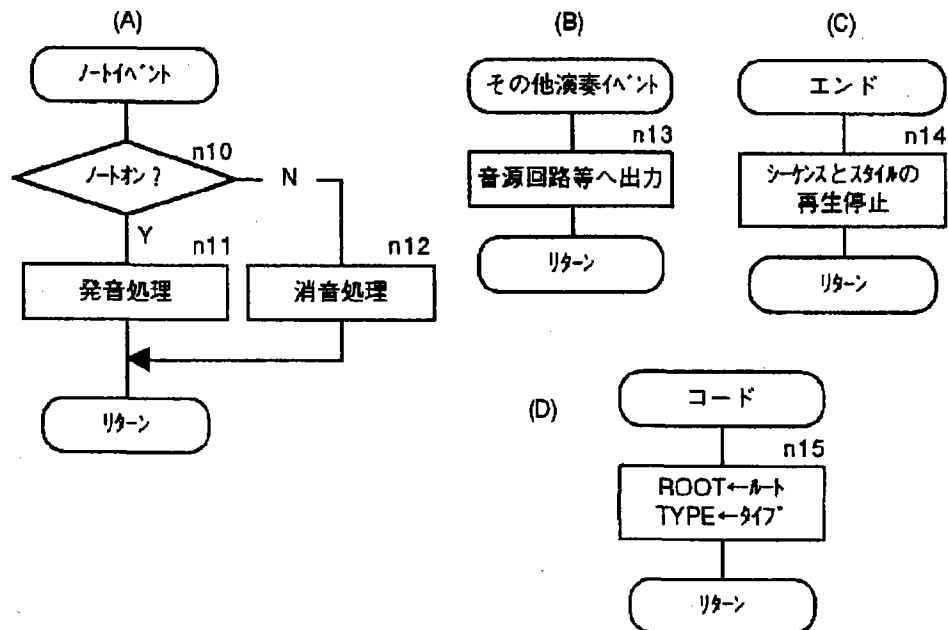 (A)
ﾉｰﾄｲﾍﾞﾝﾄ
n10
ﾉｰﾄオン ?
N
Y
n11
発音処理
n12
消音処理
ﾘﾀｰﾝ
(B)
その他演奏ｲﾍﾞﾝﾄ
n13
音源回路等へ出力
ﾘﾀｰﾝ
(C)
エンド
n14
ｼｰｹﾝｽとｽﾀｲﾙの
再生停止
ﾘﾀｰﾝ
(D)
コード
n15
ROOT←ﾙｰﾄ
TYPE←ﾀｲﾌﾟ
ﾘﾀｰﾝ